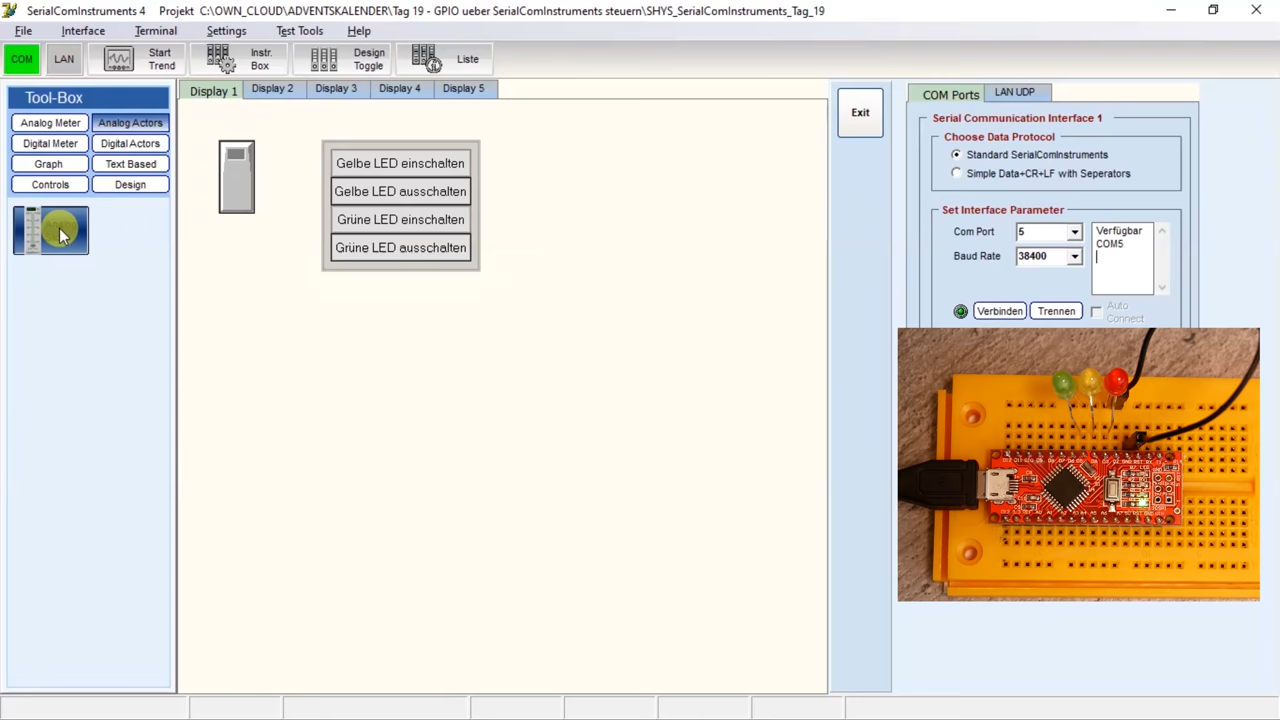 SerialComInstruments 4 Projekt C:\OWN_CLOUD\ADVENTSKALENDER\Tag 19 - GPIO ueber SerialComInstruments steuern\SHYS_SerialComInstruments_Tag_19
File Interface Terminal Settings Test Tools Help
COM
LAN
Start
Trend
Instr.
Box
Design
Toggle
Liste
Tool-Box
Analog Meter
Analog Actors
Digital Meter
Digital Actors
Graph
Text Based
Controls
Design
Display 1
Display 2
Display 3
Display 4
Display 5
Gelbe LED einschalten
Gelbe LED ausschalten
Grüne LED einschalten
Grüne LED ausschalten
Exit
COM Ports
LAN UDP
Serial Communication Interface 1
Choose Data Protocol
Standard SerialComInstruments
Simple Data+CR+LF with Seperators
Set Interface Parameter
Com Port
5
Baud Rate
38400
Verfügbar
COM5
Verbinden
Trennen
Auto
Connect